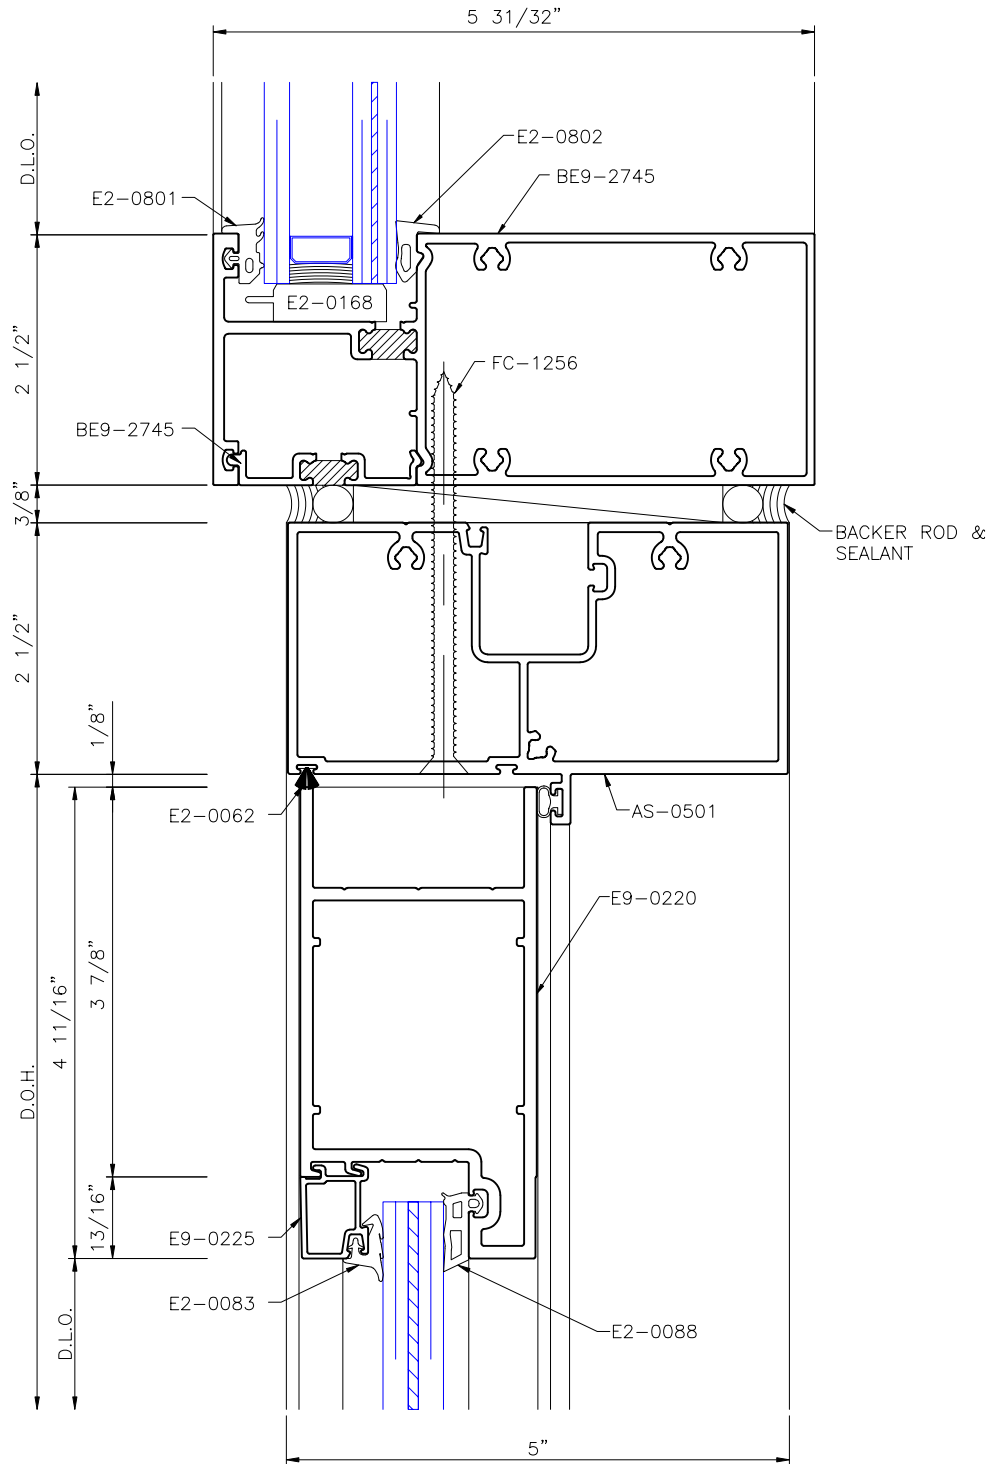 5 31/32"
D.L.O.
E2-0802
BE9-2745
E2-0801
E2-0168
2 1/2"
FC-1256
BE9-2745
3/8"
BACKER ROD &
SEALANT
2 1/2"
1/8"
E2-0062
AS-0501
E9-0220
3 7/8"
4 11/16"
D.O.H.
13/16"
E9-0225
E2-0083
E2-0088
D.L.O.
5"